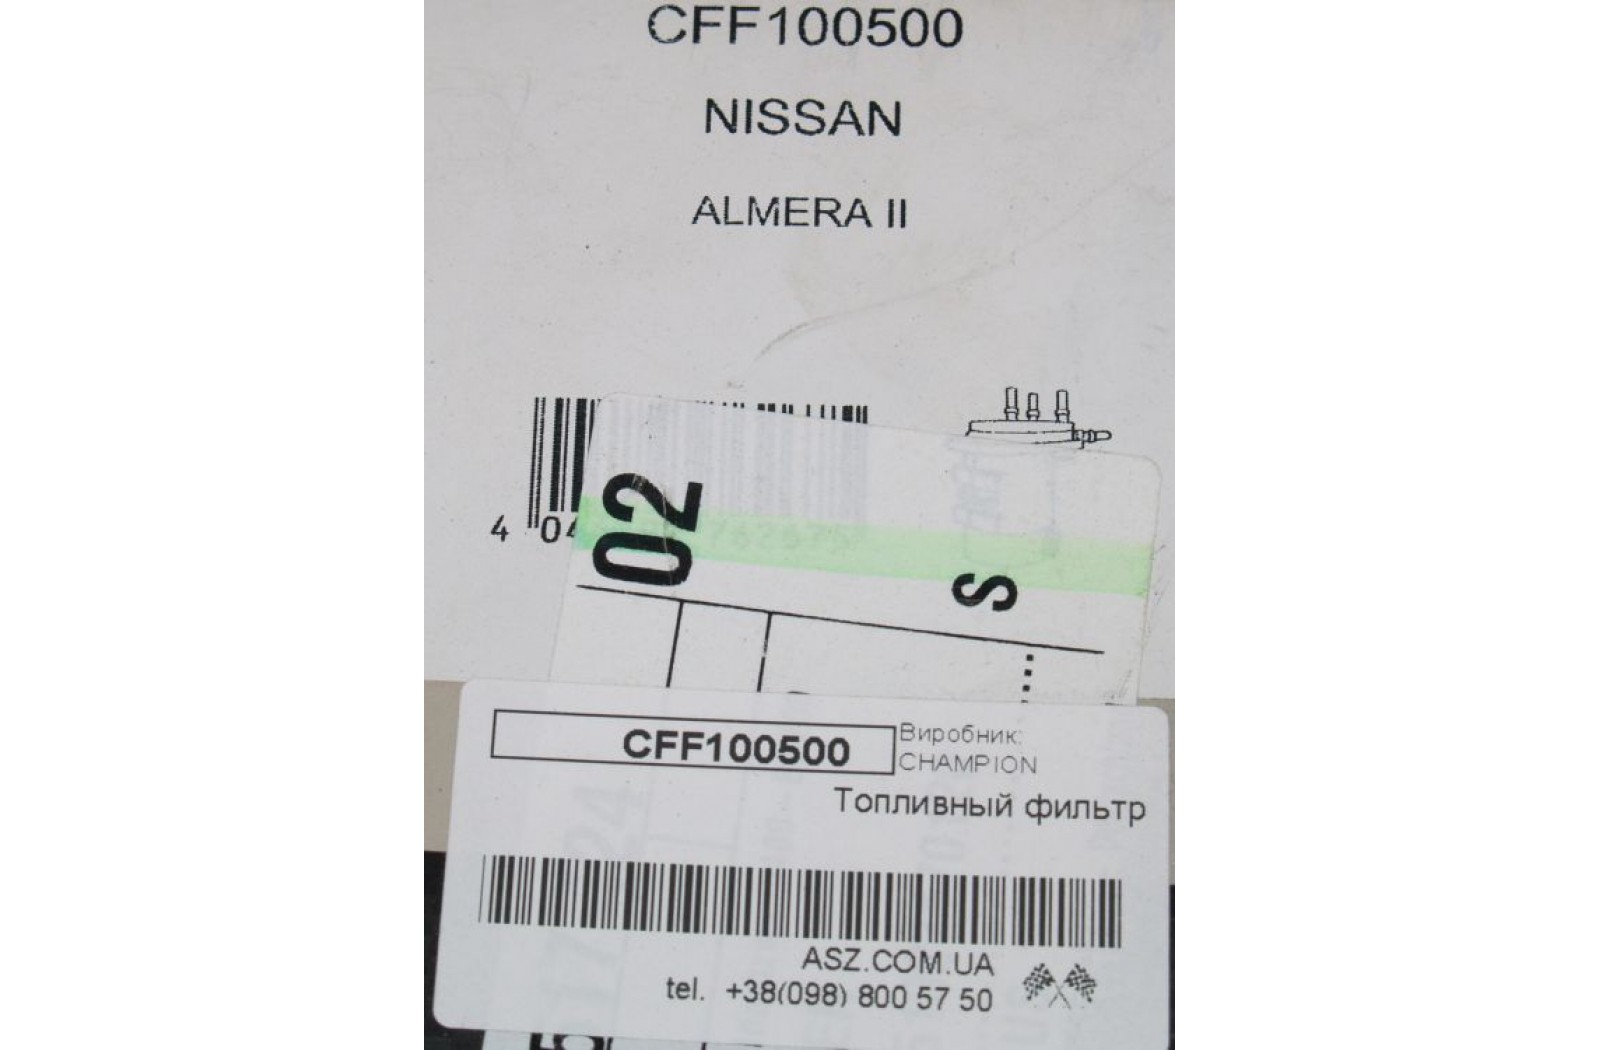 CFF100500
NISSAN
ALMERA II
4
02
S
CFF100500
Виробник:
CHAMPION
Топливный фильтр
ASZ.COM.UA
tel. +38(098) 800 57 50